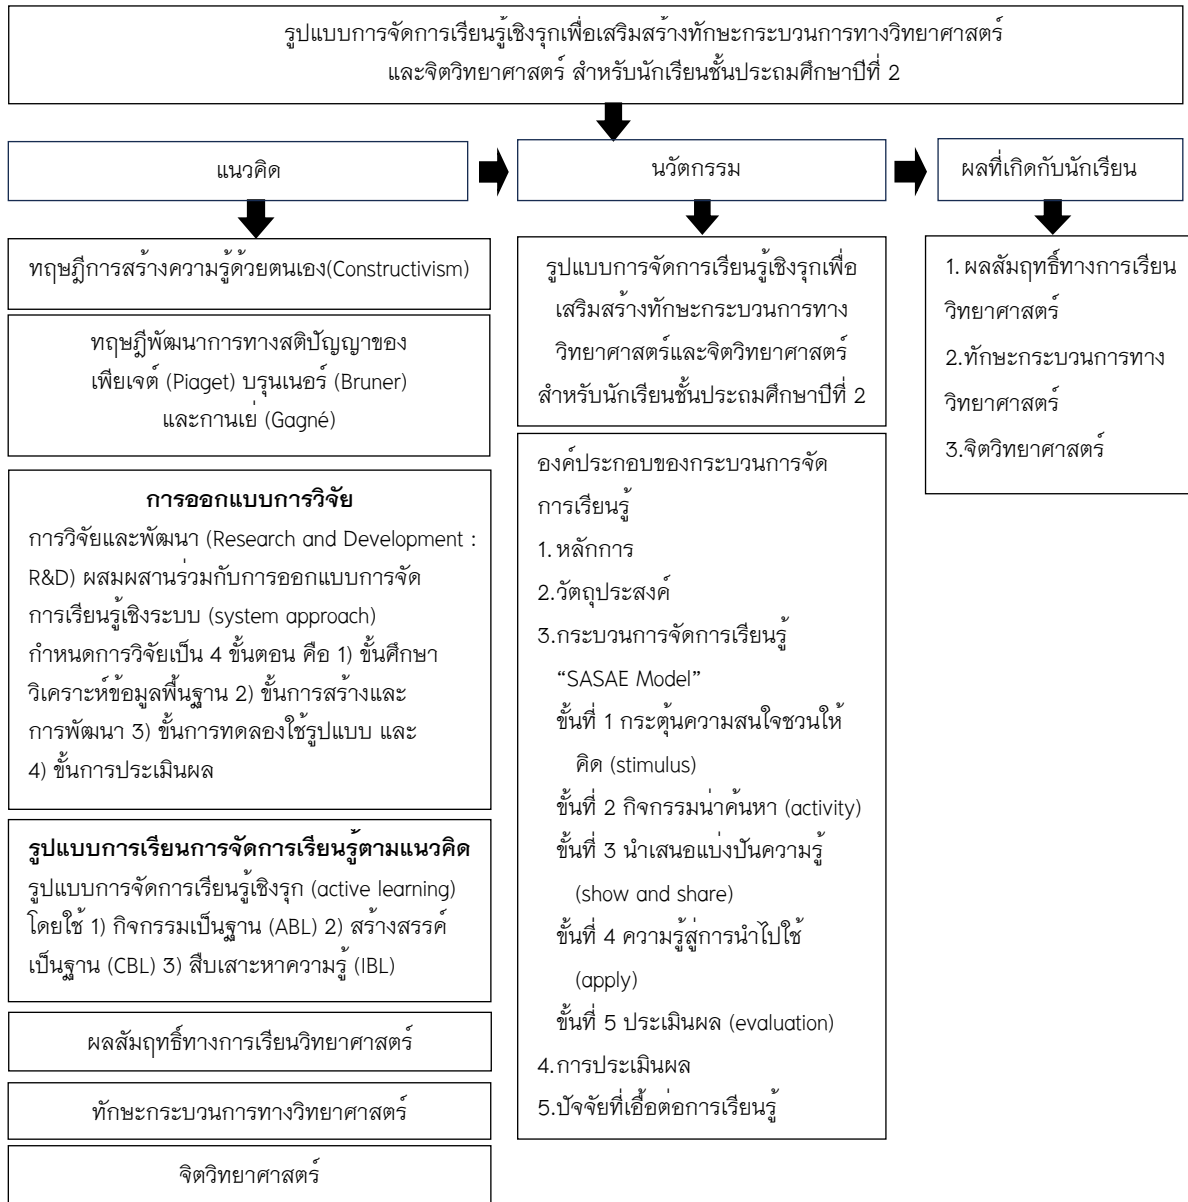 รูปแบบการจัดการเรียนรู้เชิงรุกเพื่อเสริมสร้างทักษะกระบวนการทางวิทยาศาสตร์
และจิตวิทยาศาสตร์ สำหรับนักเรียนชั้นประถมศึกษาปีที่ 2
แนวคิด
นวัตกรรม
ผลที่เกิดกับนักเรียน
ทฤษฎีการสร้างความรู้ด้วยตนเอง(Constructivism)
ทฤษฎีพัฒนาการทางสติปัญญาของ
เพียเจต์ (Piaget) บรุนเนอร์ (Bruner)
และกานเย่ (Gagné)
การออกแบบการวิจัย
การวิจัยและพัฒนา (Research and Development :
R&D) ผสมผสานร่วมกับการออกแบบการจัด
การเรียนรู้เชิงระบบ (system approach)
กำหนดการวิจัยเป็น 4 ขั้นตอน คือ 1) ขั้นศึกษา
วิเคราะห์ข้อมูลพื้นฐาน 2) ขั้นการสร้างและ
การพัฒนา 3) ขั้นการทดลองใช้รูปแบบ และ
4) ขั้นการประเมินผล
รูปแบบการเรียนการจัดการเรียนรู้ตามแนวคิด
รูปแบบการจัดการเรียนรู้เชิงรุก (active learning)
โดยใช้ 1) กิจกรรมเป็นฐาน (ABL) 2) สร้างสรรค์
เป็นฐาน (CBL) 3) สืบเสาะหาความรู้ (IBL)
ผลสัมฤทธิ์ทางการเรียนวิทยาศาสตร์
ทักษะกระบวนการทางวิทยาศาสตร์
จิตวิทยาศาสตร์
รูปแบบการจัดการเรียนรู้เชิงรุกเพื่อ
เสริมสร้างทักษะกระบวนการทาง
วิทยาศาสตร์และจิตวิทยาศาสตร์
สำหรับนักเรียนชั้นประถมศึกษาปีที่ 2
องค์ประกอบของกระบวนการจัด
การเรียนรู้
1. หลักการ
2.วัตถุประสงค์
3.กระบวนการจัดการเรียนรู้
“SASAE Model”
ขั้นที่ 1 กระตุ้นความสนใจชวนให้
คิด (stimulus)
ขั้นที่ 2 กิจกรรมน่าค้นหา (activity)
ขั้นที่ 3 นำเสนอแบ่งปันความรู้
(show and share)
ขั้นที่ 4 ความรู้สู่การนำไปใช้
(apply)
ขั้นที่ 5 ประเมินผล (evaluation)
4.การประเมินผล
5.ปัจจัยที่เอื้อต่อการเรียนรู้
1. ผลสัมฤทธิ์ทางการเรียน
วิทยาศาสตร์
2.ทักษะกระบวนการทาง
วิทยาศาสตร์
3.จิตวิทยาศาสตร์